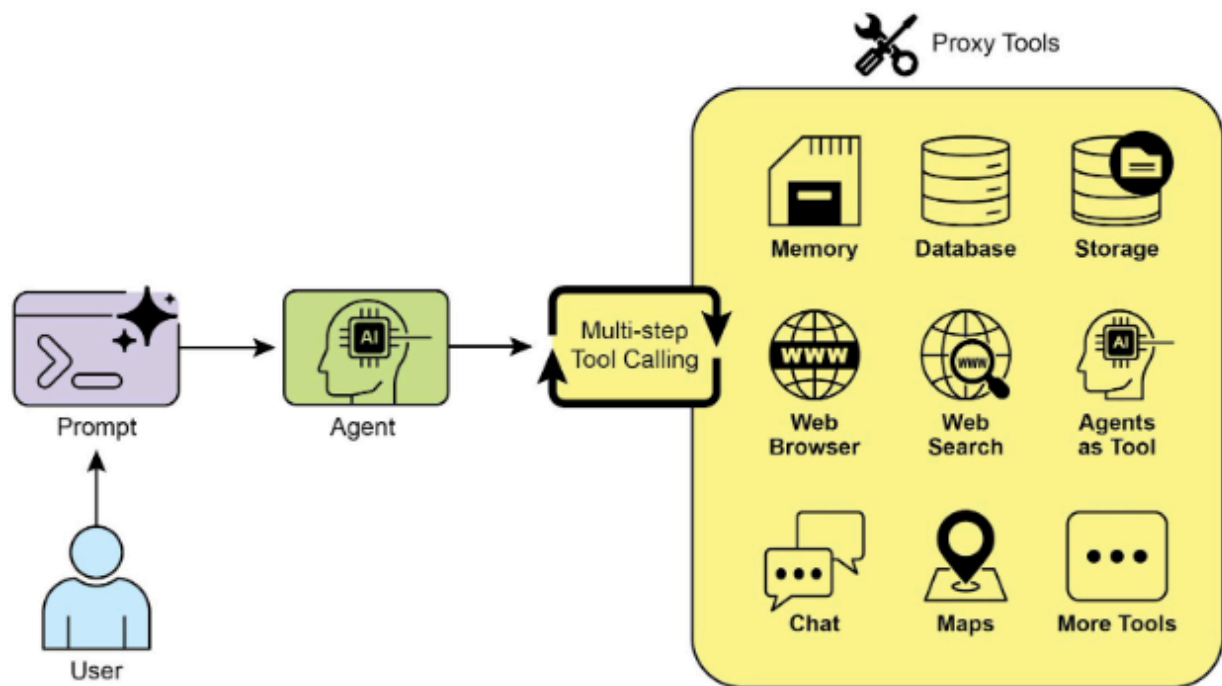 Proxy Tools
Memory
Database
Storage
Prompt
Agent
Multi-step
Tool Calling
AI
AI
WWW
WWW
Web
Browser
Web
Search
Agents
as Tool
User
Chat
Maps
More Tools